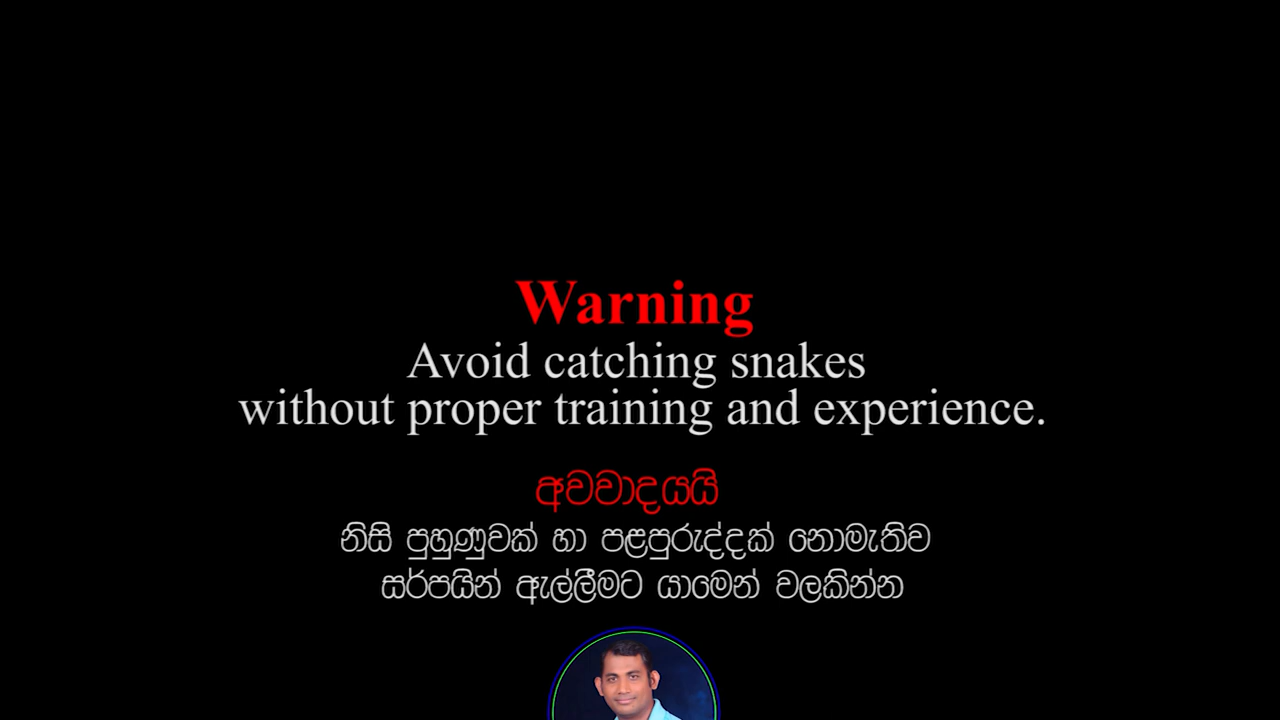 Warning
Avoid catching snakes
without proper training and experience.
අවවාදයයි
නිසි පුහුණුවක් හා පළපුරුද්දක් නොමැතිව
සර්පයින් ඇල්ලීමට යාමෙන් වලකින්න